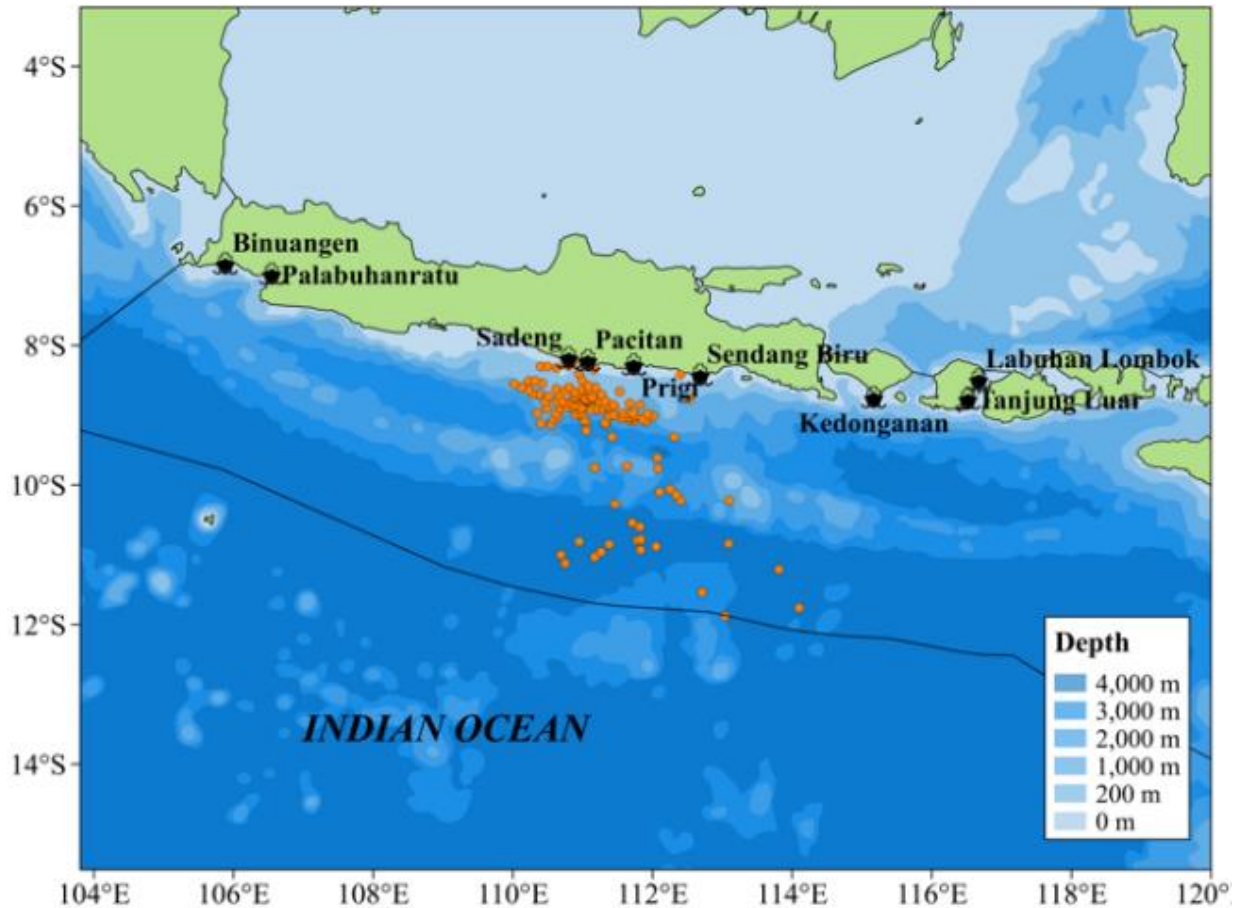 4°S
6°S
8°S
10°S
12°S
14°S
Binuangen
Palabuhanratu
Sadeng
Pacitan
Prigi
Sendang Biru
Kedonganan
Labuhan Lombok
Tanjung Luar
INDIAN OCEAN
Depth
4,000 m
3,000 m
2,000 m
1,000 m
200 m
0 m
104°E 106°E 108°E 110°E 112°E 114°E 116°E 118°E 120°